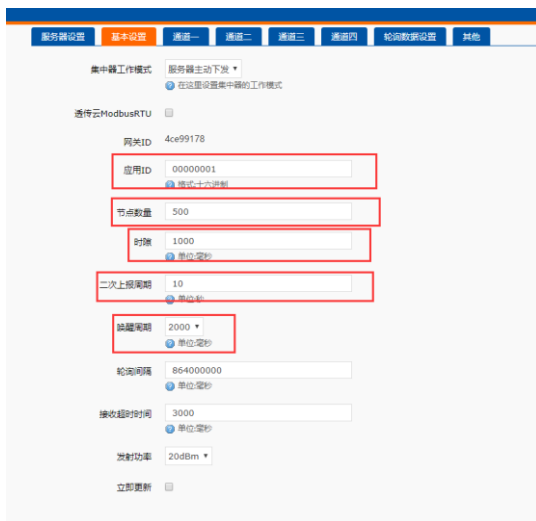 服务器设置 基本设置 通道一 通道二 通道三 通道四 轮询数据设置 其他
集中器工作模式 服务器主动下发
在这里设置集中器的工作模式
透传云ModbusRTU
网关ID 4ce99178
应用ID 00000001
格式:十六进制
节点数量 500
时隙 1000
单位:毫秒
二次上报周期 10
单位:秒
唤醒周期 2000
单位:毫秒
轮询间隔 864000000
单位:毫秒
接收超时时间 3000
单位:毫秒
发射功率 20dBm
立即更新